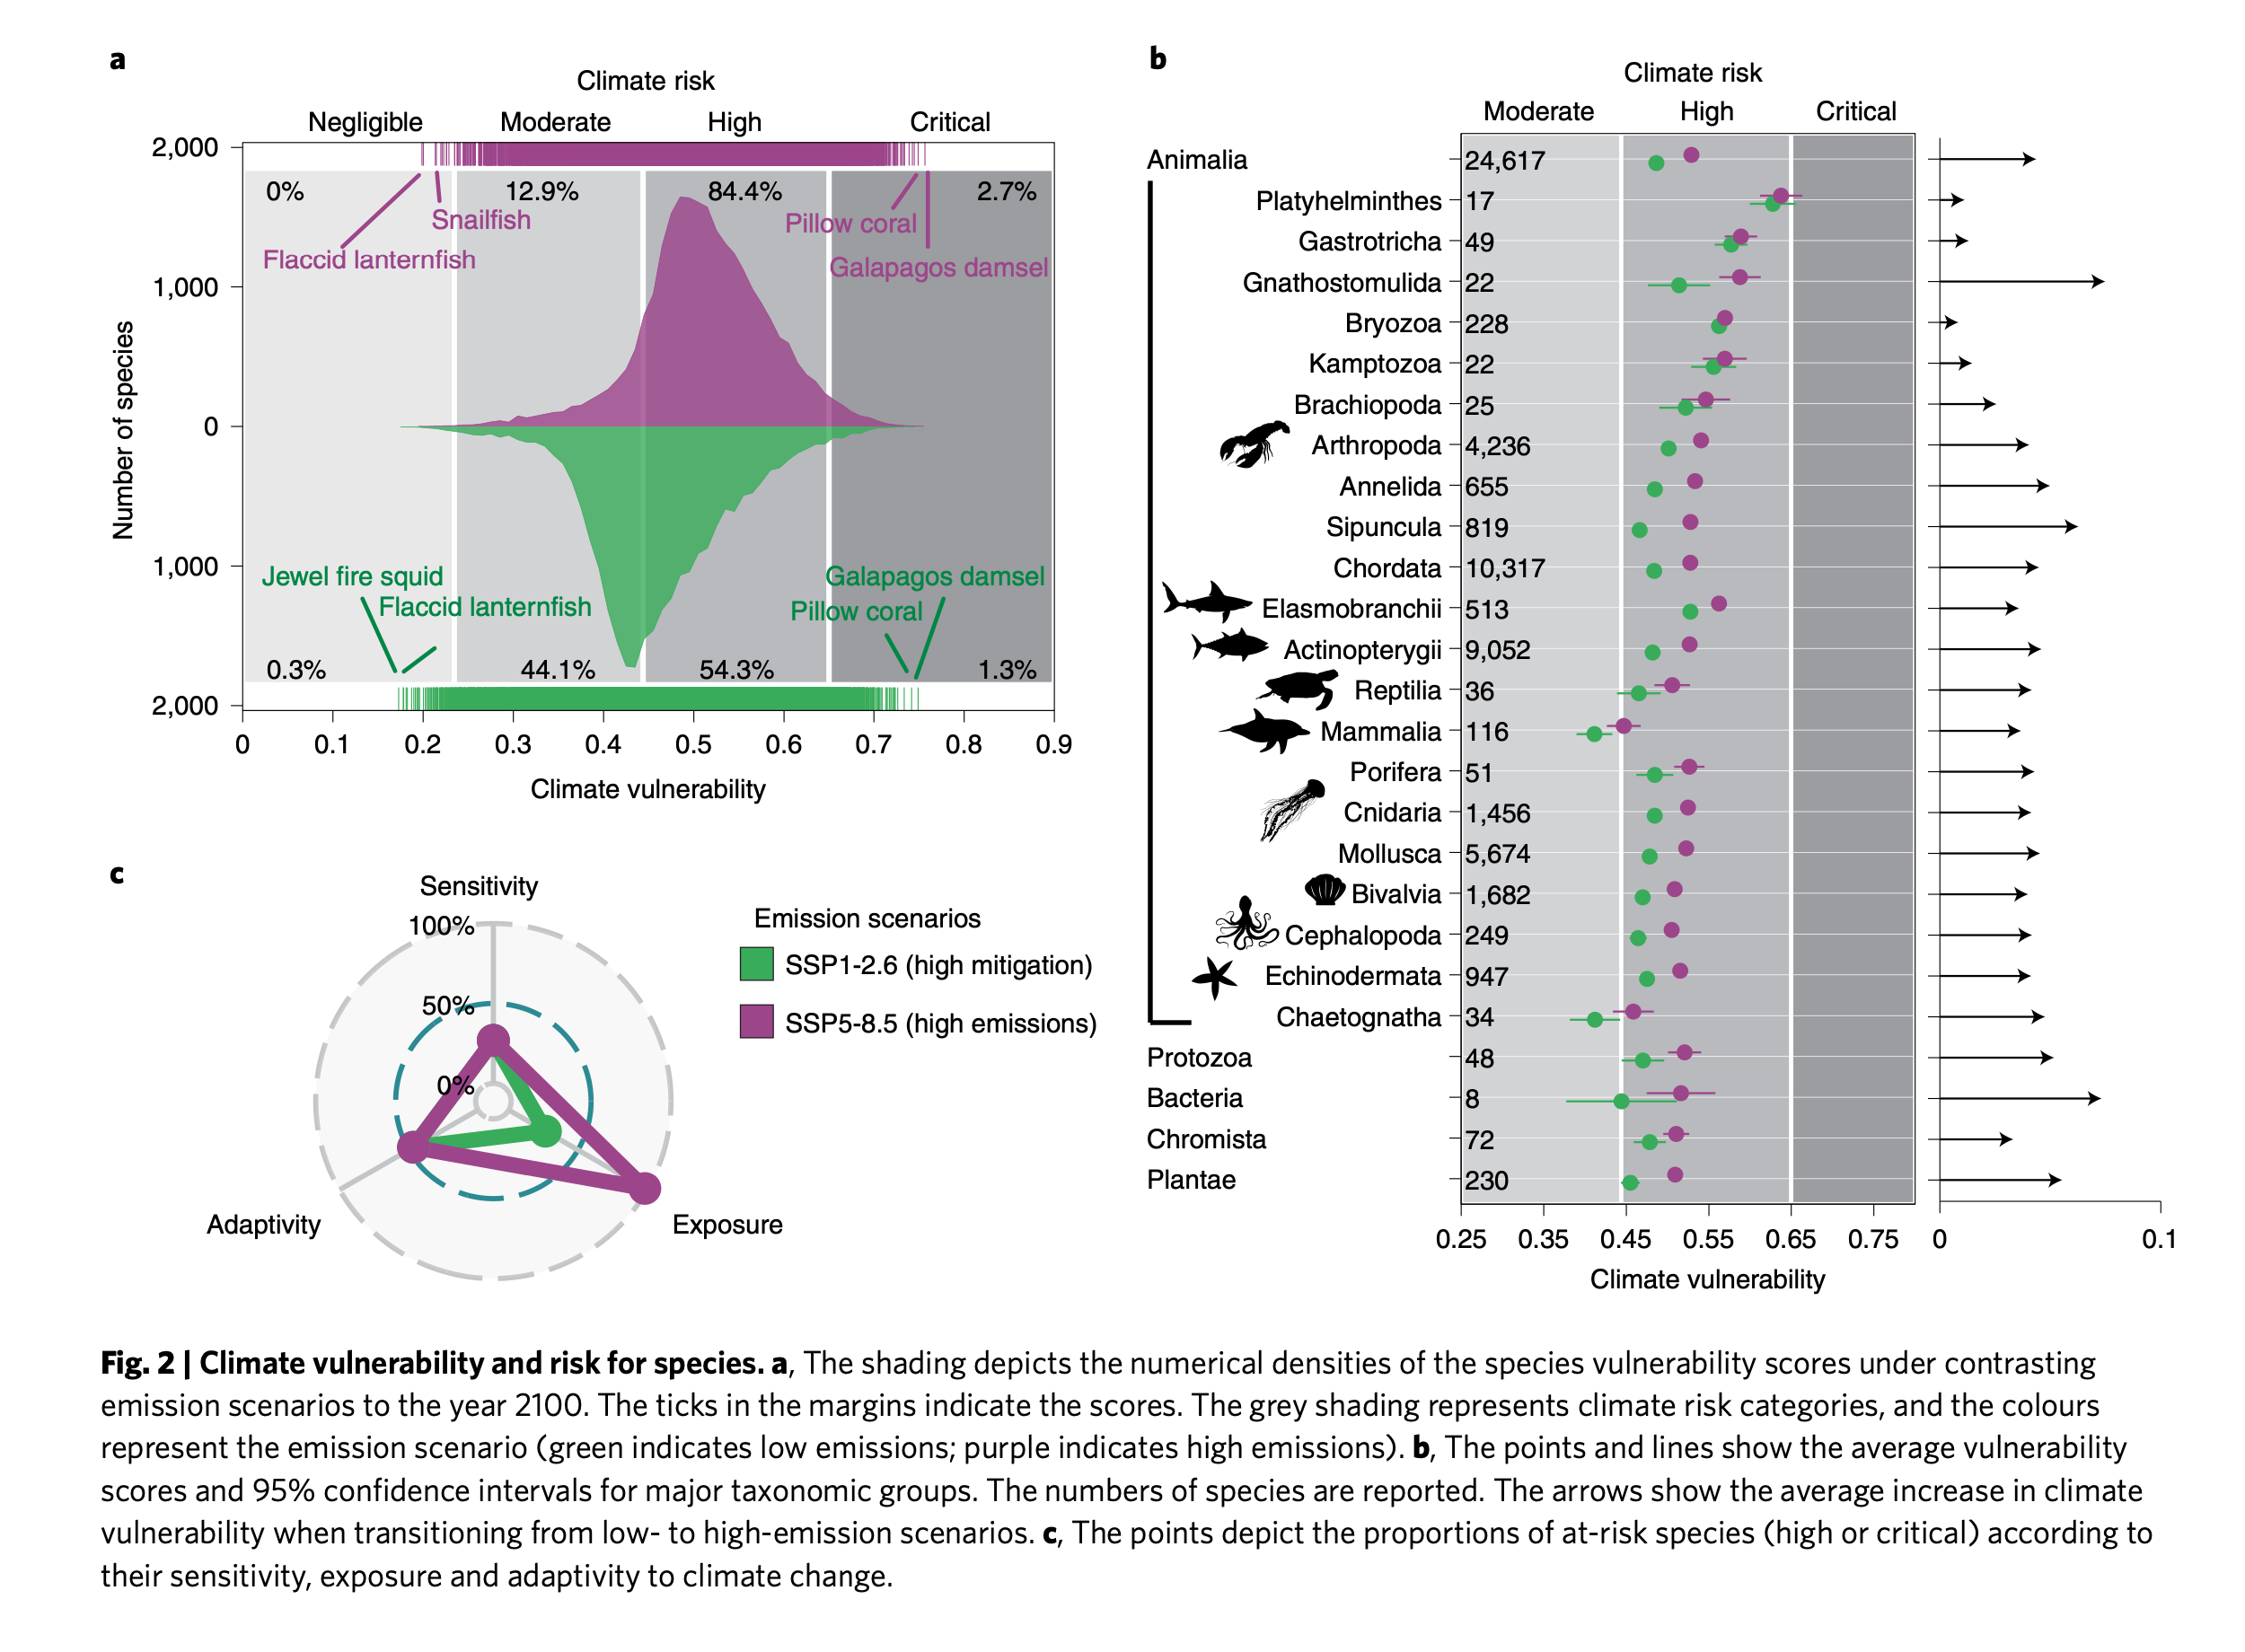 a
Climate risk
Negligible Moderate High Critical
2,000
1,000
0
1,000
2,000
Number of species
0% 12.9% 84.4% 2.7%
Snailfish
Flaccid lanternfish
Pillow coral
Galapagos damsel
Jewel fire squid
Flaccid lanternfish
Galapagos damsel
Pillow coral
0.3% 44.1% 54.3% 1.3%
0 0.1 0.2 0.3 0.4 0.5 0.6 0.7 0.8 0.9
Climate vulnerability
b
Climate risk
Moderate High Critical
Animalia 24,617
Platyhelminthes 17
Gastrotricha 49
Gnathostomulida 22
Bryozoa 228
Kamptozoa 22
Brachiopoda 25
Arthropoda 4,236
Annelida 655
Sipuncula 819
Chordata 10,317
Elasmobranchii 513
Actinopterygii 9,052
Reptilia 36
Mammalia 116
Porifera 51
Cnidaria 1,456
Mollusca 5,674
Bivalvia 1,682
Cephalopoda 249
Echinodermata 947
Chaetognatha 34
Protozoa 48
Bacteria 8
Chromista 72
Plantae 230
0.25 0.35 0.45 0.55 0.65 0.75 0 0.1
Climate vulnerability
c
Sensitivity
100%
50%
0%
Adaptivity
Exposure
Emission scenarios
SSP1-2.6 (high mitigation)
SSP5-8.5 (high emissions)
Fig. 2 | Climate vulnerability and risk for species. a, The shading depicts the numerical densities of the species vulnerability scores under contrasting
emission scenarios to the year 2100. The ticks in the margins indicate the scores. The grey shading represents climate risk categories, and the colours
represent the emission scenario (green indicates low emissions; purple indicates high emissions). b, The points and lines show the average vulnerability
scores and 95% confidence intervals for major taxonomic groups. The numbers of species are reported. The arrows show the average increase in climate
vulnerability when transitioning from low- to high-emission scenarios. c, The points depict the proportions of at-risk species (high or critical) according to
their sensitivity, exposure and adaptivity to climate change.